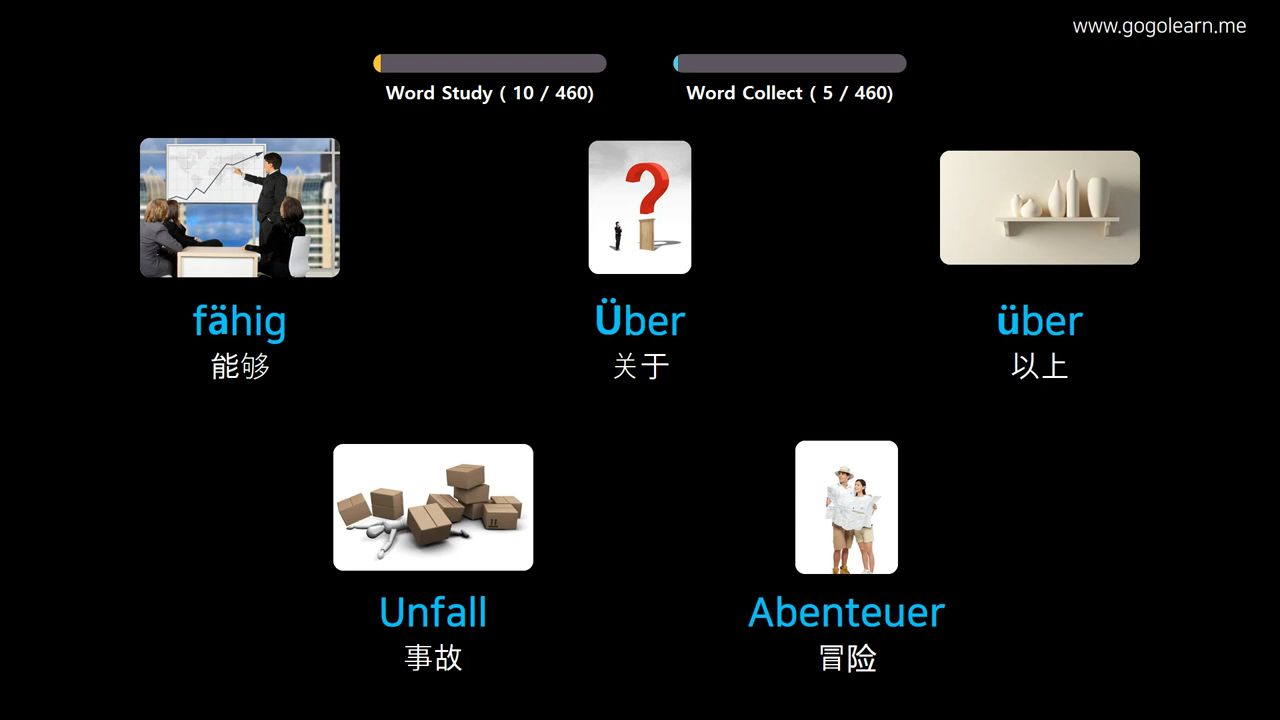 www.gogolearn.me
Word Study ( 10 / 460)
Word Collect ( 5 / 460)
fähig
能够
Über
关于
über
以上
Unfall
事故
Abenteuer
冒险